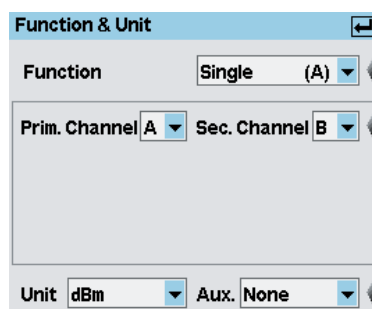 Function & Unit
Function Single (A)
Prim. Channel A Sec. Channel B
Unit dBm Aux. None